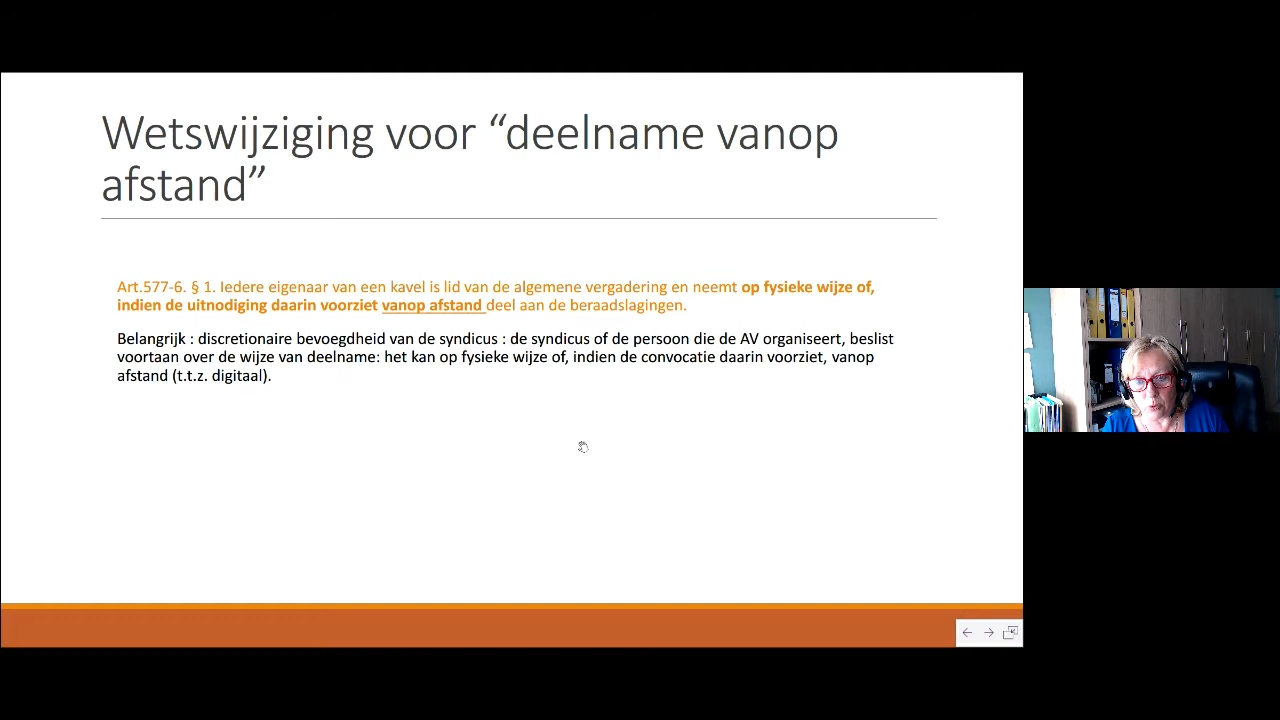 Wetswijziging voor “deelname vanop
afstand”
Art.577-6. § 1. Iedere eigenaar van een kavel is lid van de algemene vergadering en neemt op fysieke wijze of,
indien de uitnodiging daarin voorziet vanop afstand deel aan de beraadslagingen.
Belangrijk : discretionaire bevoegdheid van de syndicus : de syndicus of de persoon die de AV organiseert, beslist
voortaan over de wijze van deelname: het kan op fysieke wijze of, indien de convocatie daarin voorziet, vanop
afstand (t.t.z. digitaal).